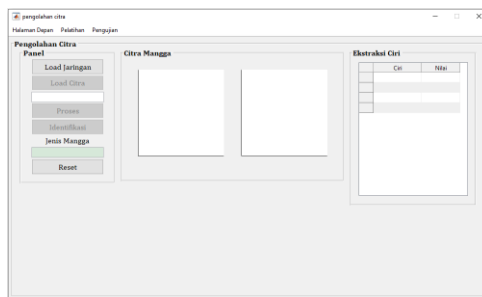 pengolahan citra
Halaman Depan Pelatihan Pengujian
Pengolahan Citra
Panel
Load Jaringan
Load Citra
Proses
Identifikasi
Jenis Mangga
Reset
Citra Mangga
Ekstraksi Ciri
Ciri Nilai